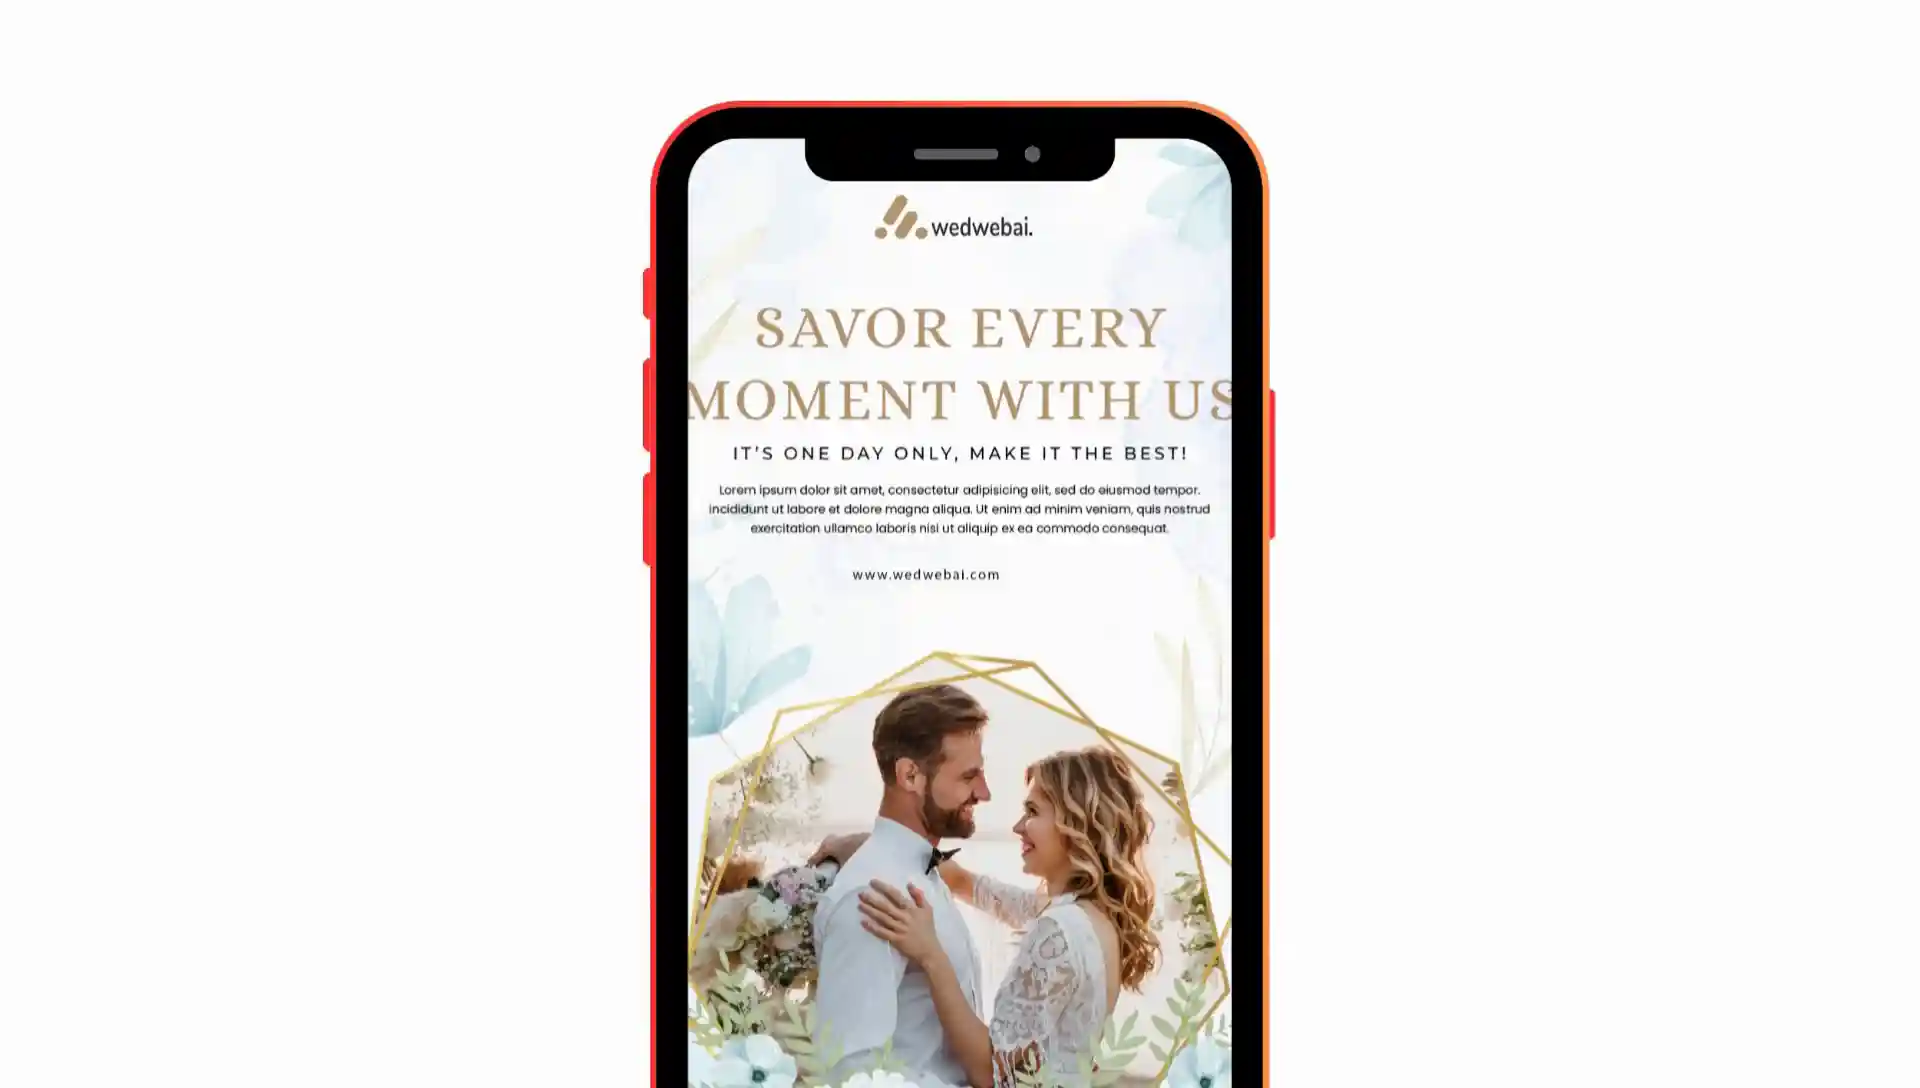 wedwebai.
SAVOR EVERY
MOMENT WITH US
IT'S ONE DAY ONLY, MAKE IT THE BEST!
Lorem ipsum dolor sit amet, consectetur adipisicing elit, sed do eiusmod tempor.
incididunt ut labore et dolore magna aliqua. Ut enim ad minim veniam, quis nostrud
exercitation ullamco laboris nisi ut aliquip ex ea commodo consequat.
www.wedwebai.com